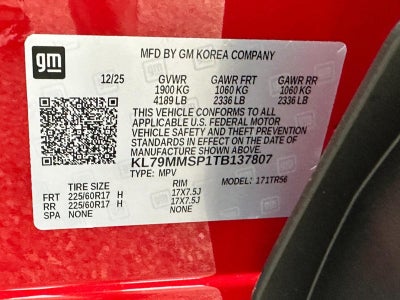 gm
MFD BY GM KOREA COMPANY
12/25 GVWR GAWR FRT GAWR RR
1900 KG 1060 KG 1060 KG
4189 LB 2336 LB 2336 LB
THIS VEHICLE CONFORMS TO ALL
APPLICABLE U.S. FEDERAL MOTOR
VEHICLE SAFETY AND THEFT PREVENTION
STANDARDS IN EFFECT ON THE DATE OF
MANUFACTURE SHOWN ABOVE.
KL79MMSP1TB137807
TYPE: MPV MODEL: 1TR56
TIRE SIZE RIM
FRT 225/60R17 H 17X7.5J
RR 225/60R17 H 17X7.5J
SPA NONE NONE